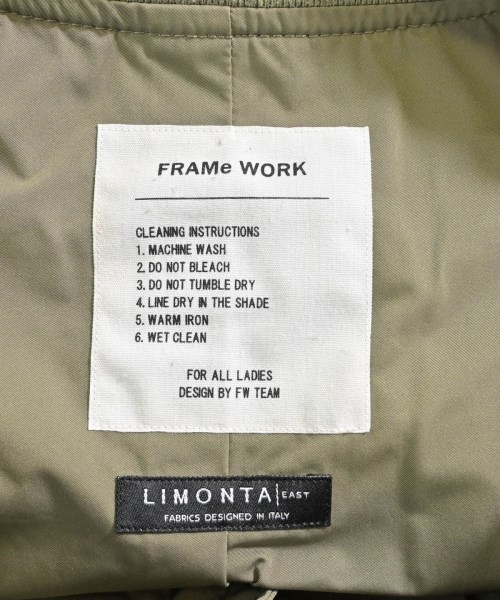 FRAMe WORK
CLEANING INSTRUCTIONS
1. MACHINE WASH
2. DO NOT BLEACH
3. DO NOT TUMBLE DRY
4. LINE DRY IN THE SHADE
5. WARM IRON
6. WET CLEAN
FOR ALL LADIES
DESIGN BY FW TEAM
LIMONTA|EAST
FABRICS DESIGNED IN ITALY